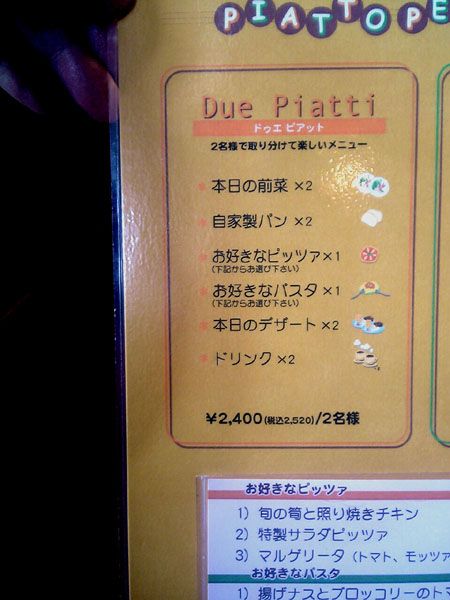 PIATTO PE
Due Piatti
ドゥエ ピアット
2名様で取り分けて楽しいメニュー
本日の前菜 ×2
自家製パン ×2
お好きなピッツァ×1
(下記からお選び下さい)
お好きなパスタ ×1
(下記からお選び下さい)
本日のデザート ×2
ドリンク ×2
¥2,400(税込2,520)/2名様
お好きなピッツァ
1) 旬の筍と照り焼きチキン
2) 特製サラダピッツァ
3) マルゲリータ (トマト、モッツァ
お好きなパスタ
1) 揚げナスとブロッコリーのトマ